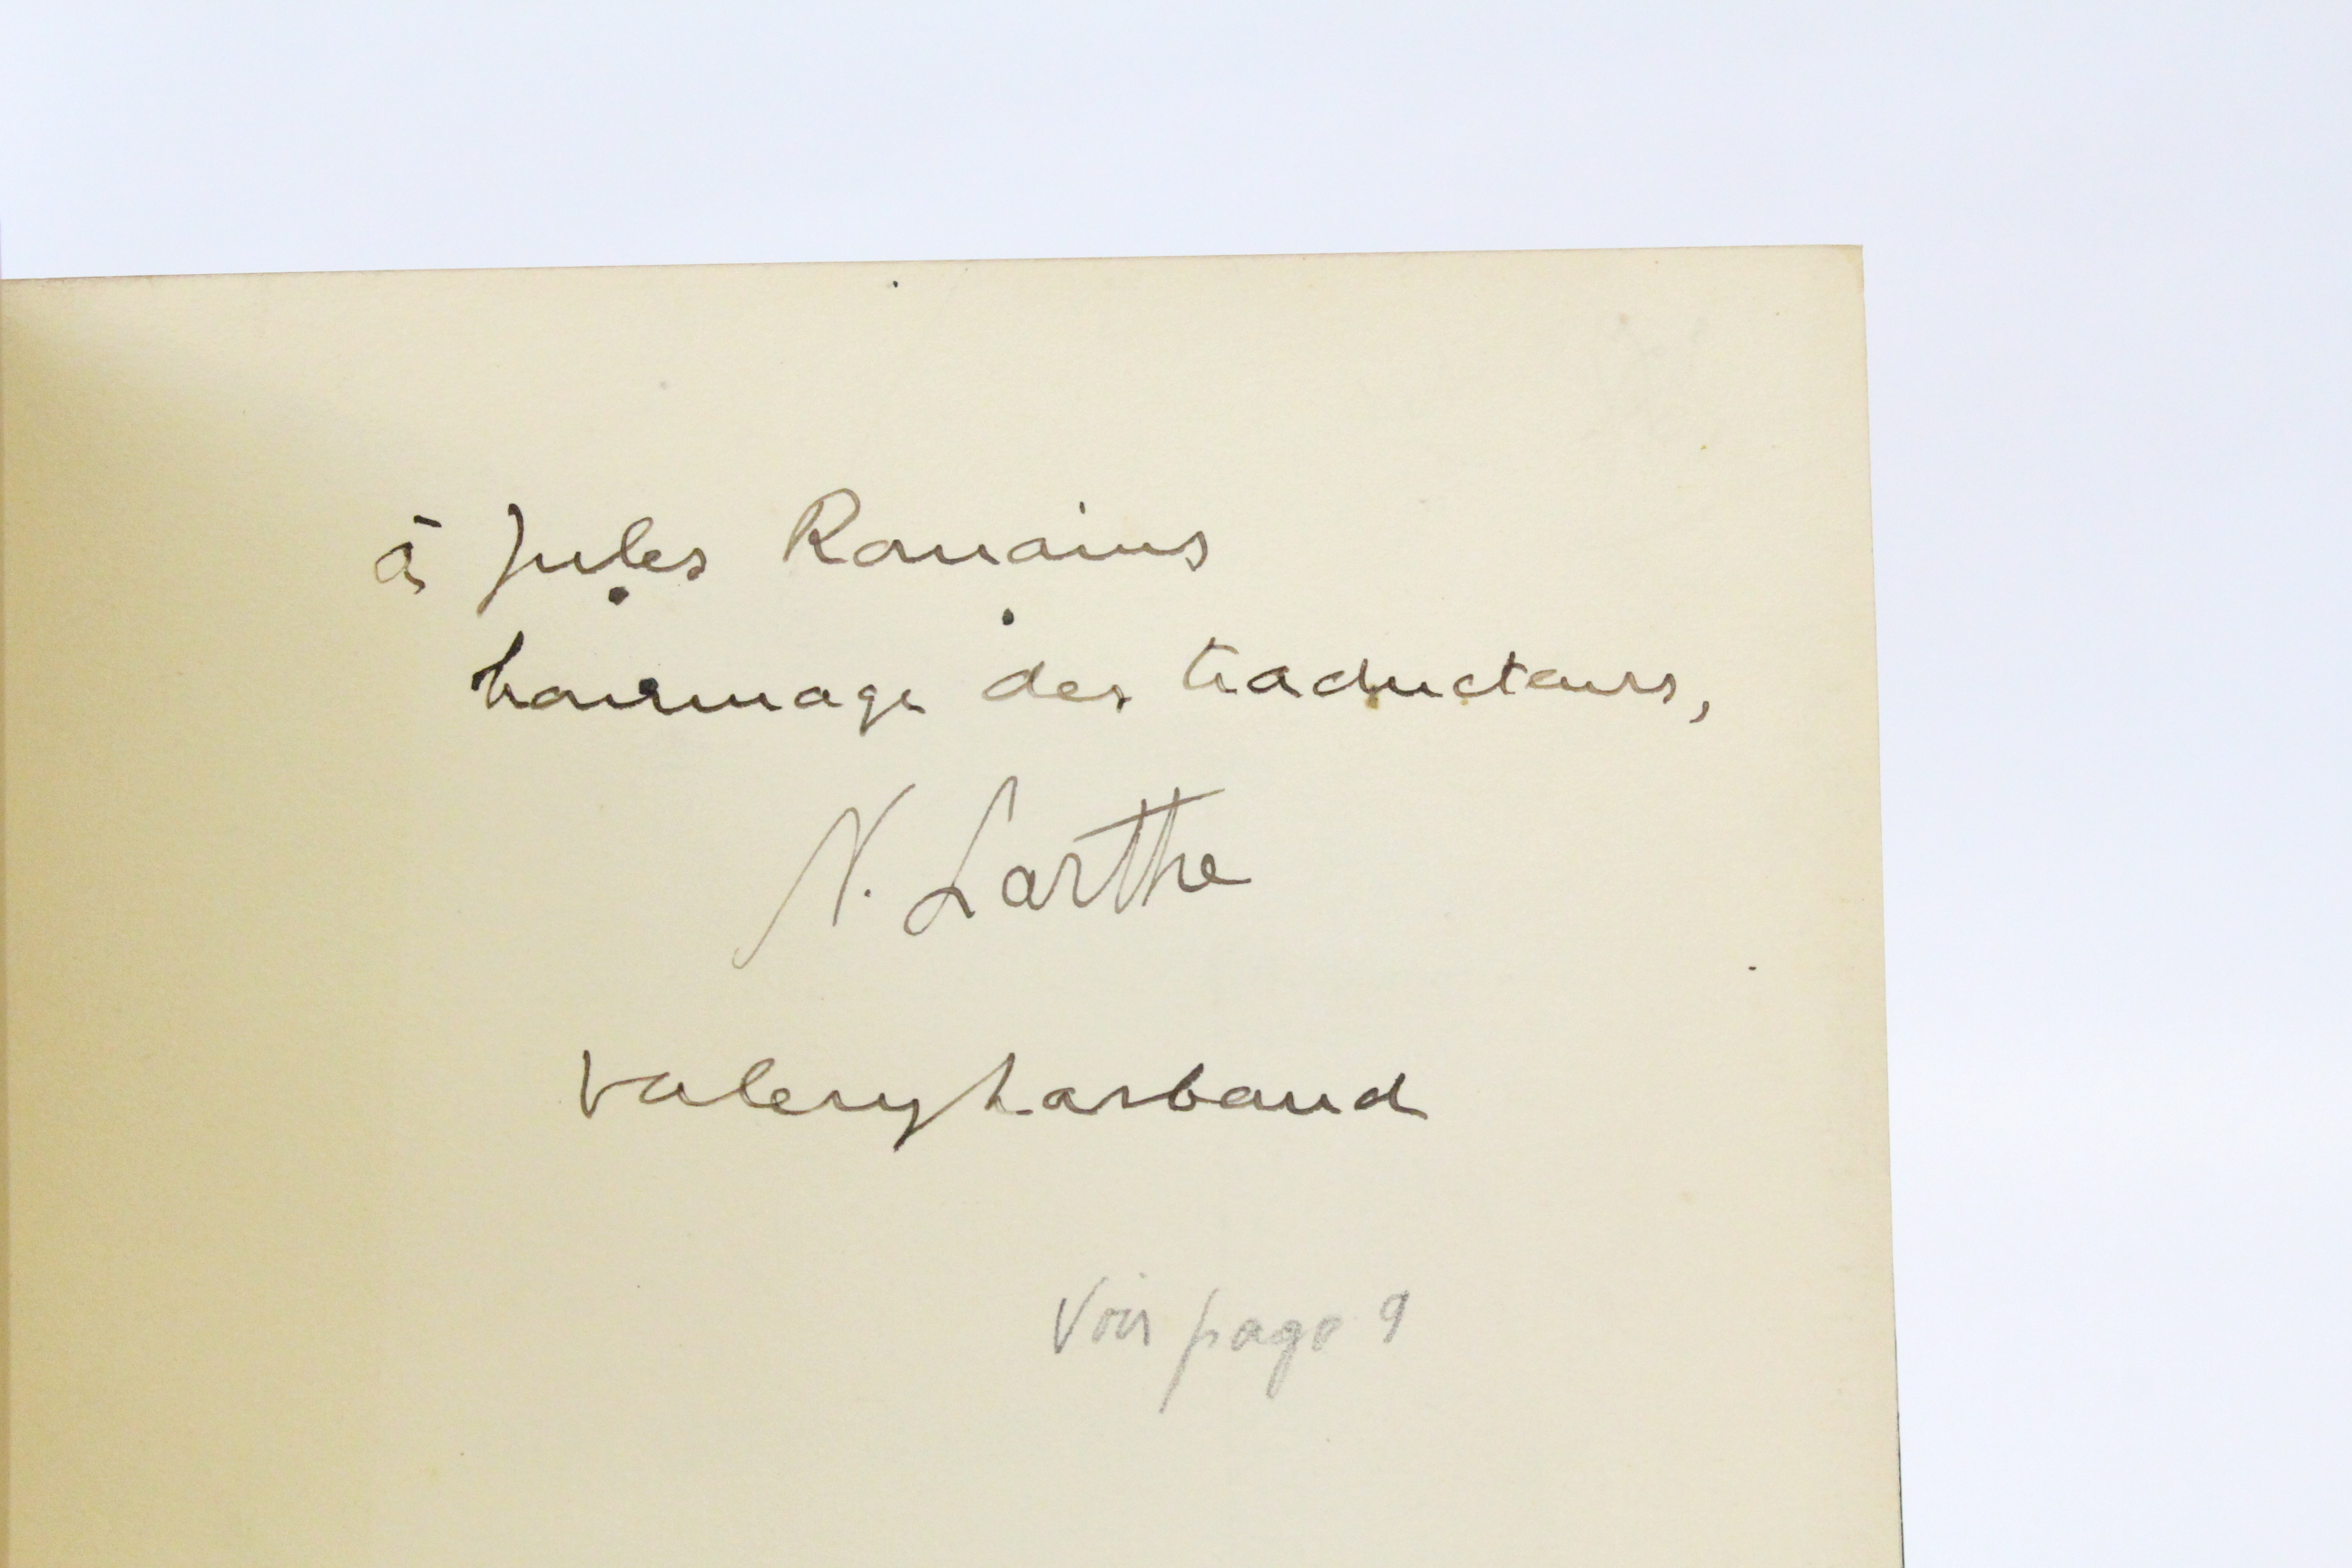 à Jules Romains
hommage des traducteurs,
N. Larthe
Valery Larbaud
Voir page 9